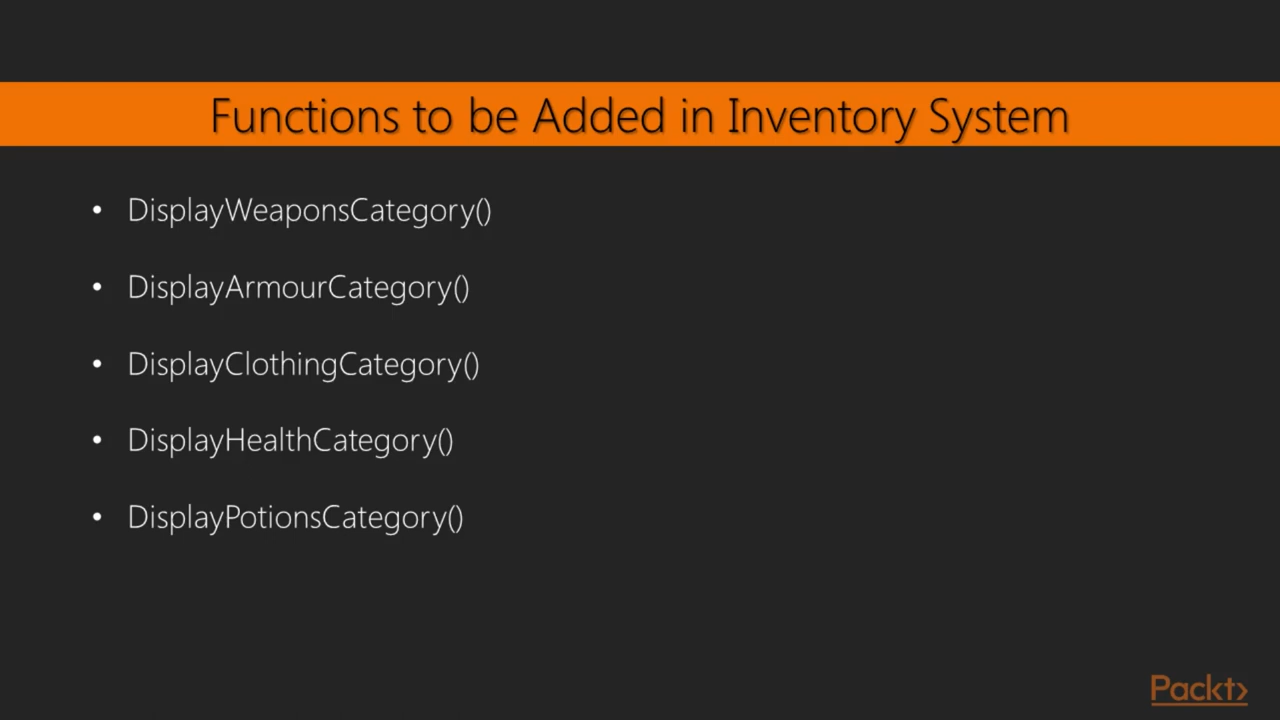 Functions to be Added in Inventory System
• DisplayWeaponsCategory()
• DisplayArmourCategory()
• DisplayClothingCategory()
• DisplayHealthCategory()
• DisplayPotionsCategory()
Packt>